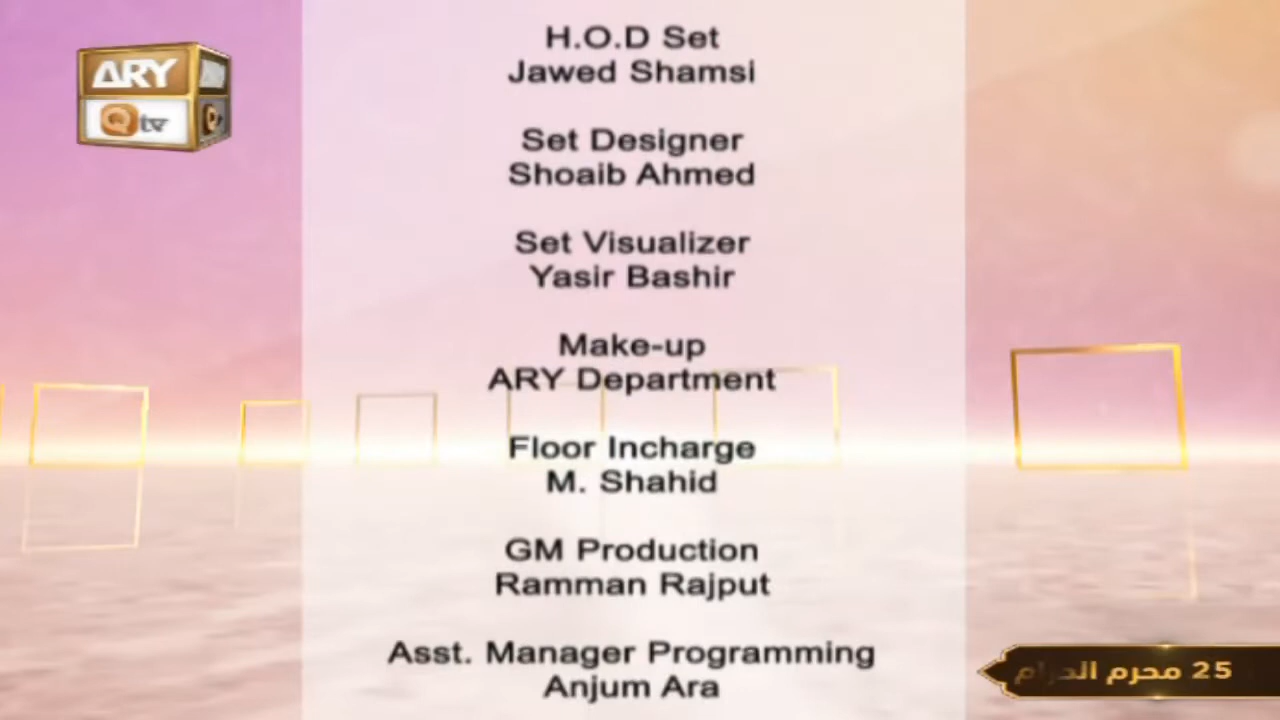 ARY
Qtv
H.O.D Set
Jawed Shamsi
Set Designer
Shoaib Ahmed
Set Visualizer
Yasir Bashir
Make-up
ARY Department
Floor Incharge
M. Shahid
GM Production
Ramman Rajput
Asst. Manager Programming
Anjum Ara
25 محرم الحرام